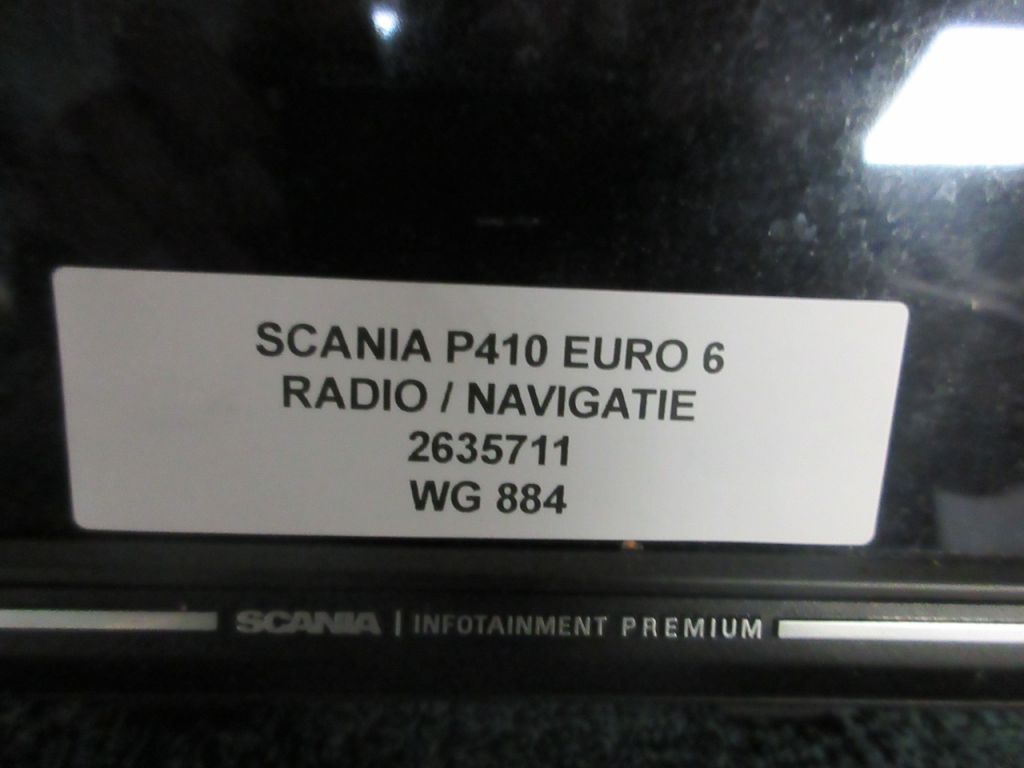 SCANIA P410 EURO 6
RADIO / NAVIGATIE
2635711
WG 884
SCANIA | INFOTAINMENT PREMIUM